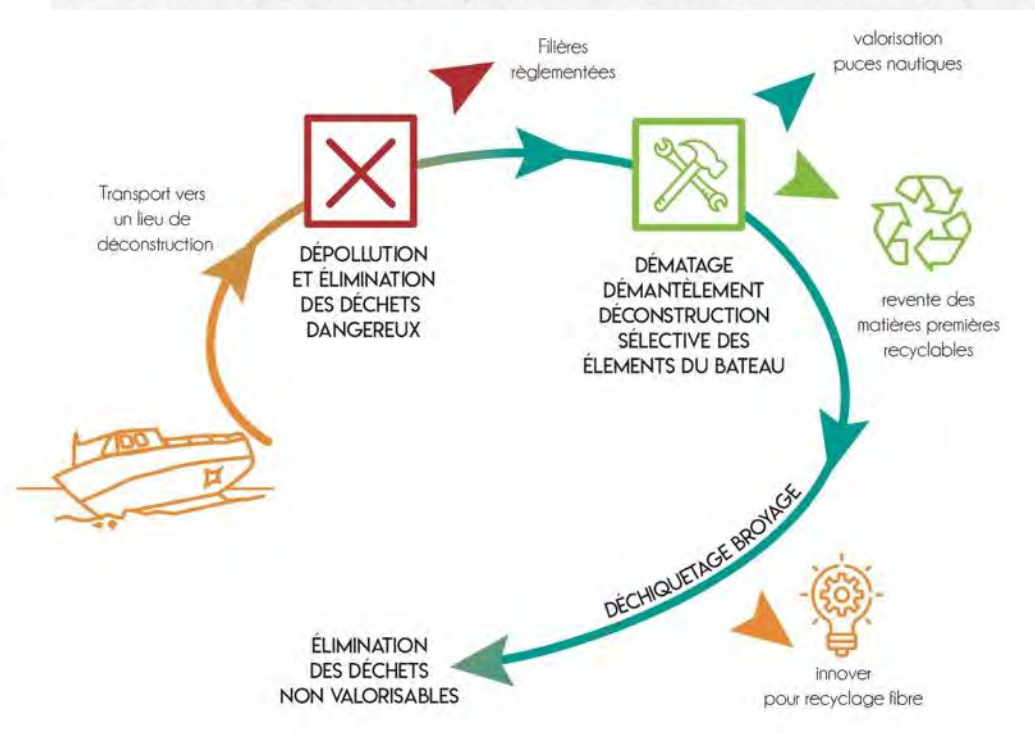 Transport vers
un lieu de
déconstruction
Filières
règlementées
DÉPOLLUTION
ET ÉLIMINATION
DES DÉCHETS
DANGEREUX
valorisation
puces nautiques
DÉMATAGE
DÉMANTÈLEMENT
DÉCONSTRUCTION
SÉLECTIVE DES
ÉLEMENTS DU BATEAU
revente des
matières premières
recyclables
DÉCHIQUETAGE BROYAGE
innover
pour recyclage fibre
ÉLIMINATION
DES DÉCHETS
NON VALORISABLES